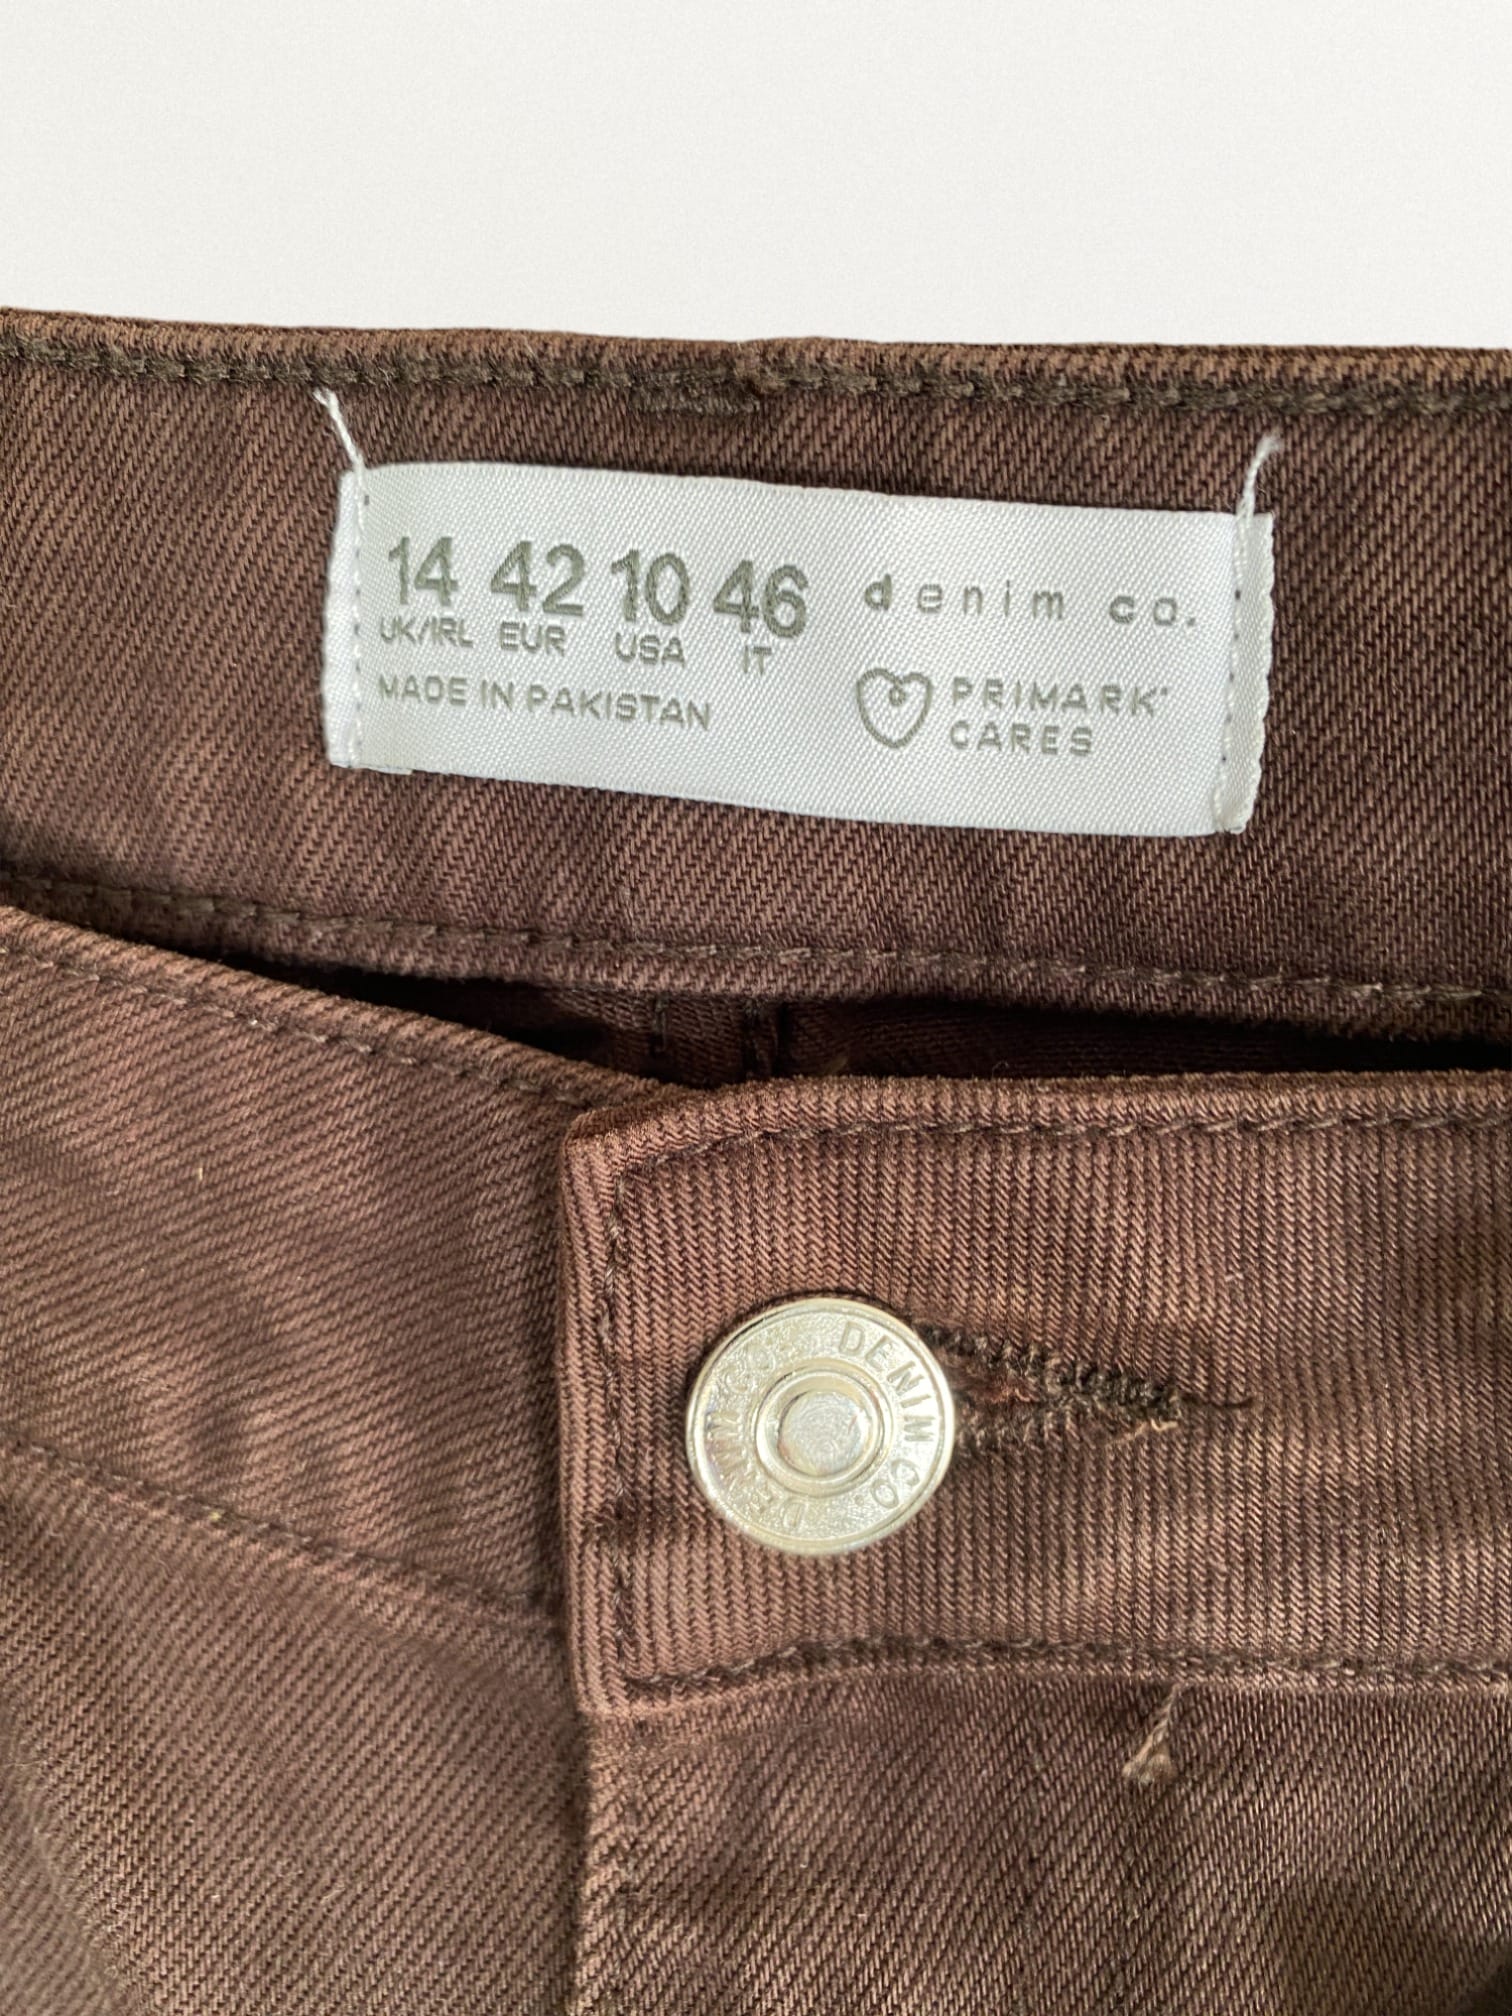 14 42 10 46
UK/IRL EUR USA IT
MADE IN PAKISTAN
denim co.
PRIMARK
CARES
DENIM CO. DENIM CO.